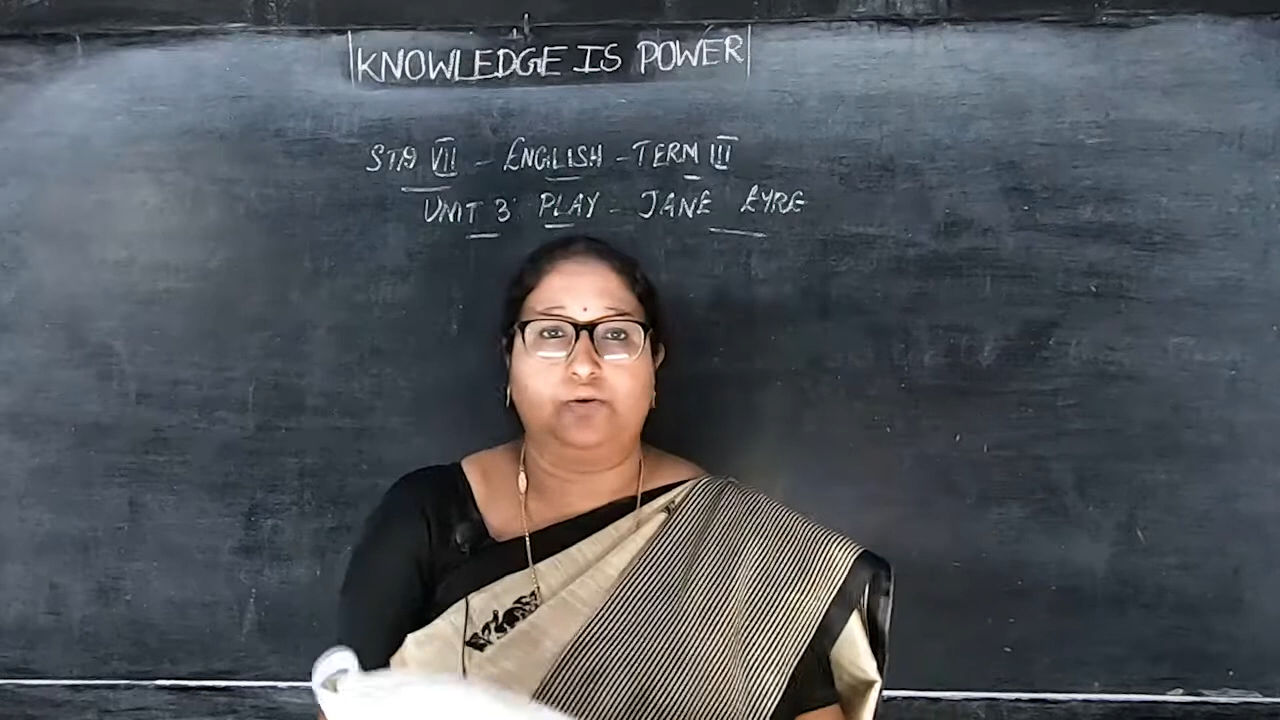 KNOWLEDGE IS POWER
STD VII - ENGLISH - TERM III
UNIT 3 PLAY - JANE EYRE